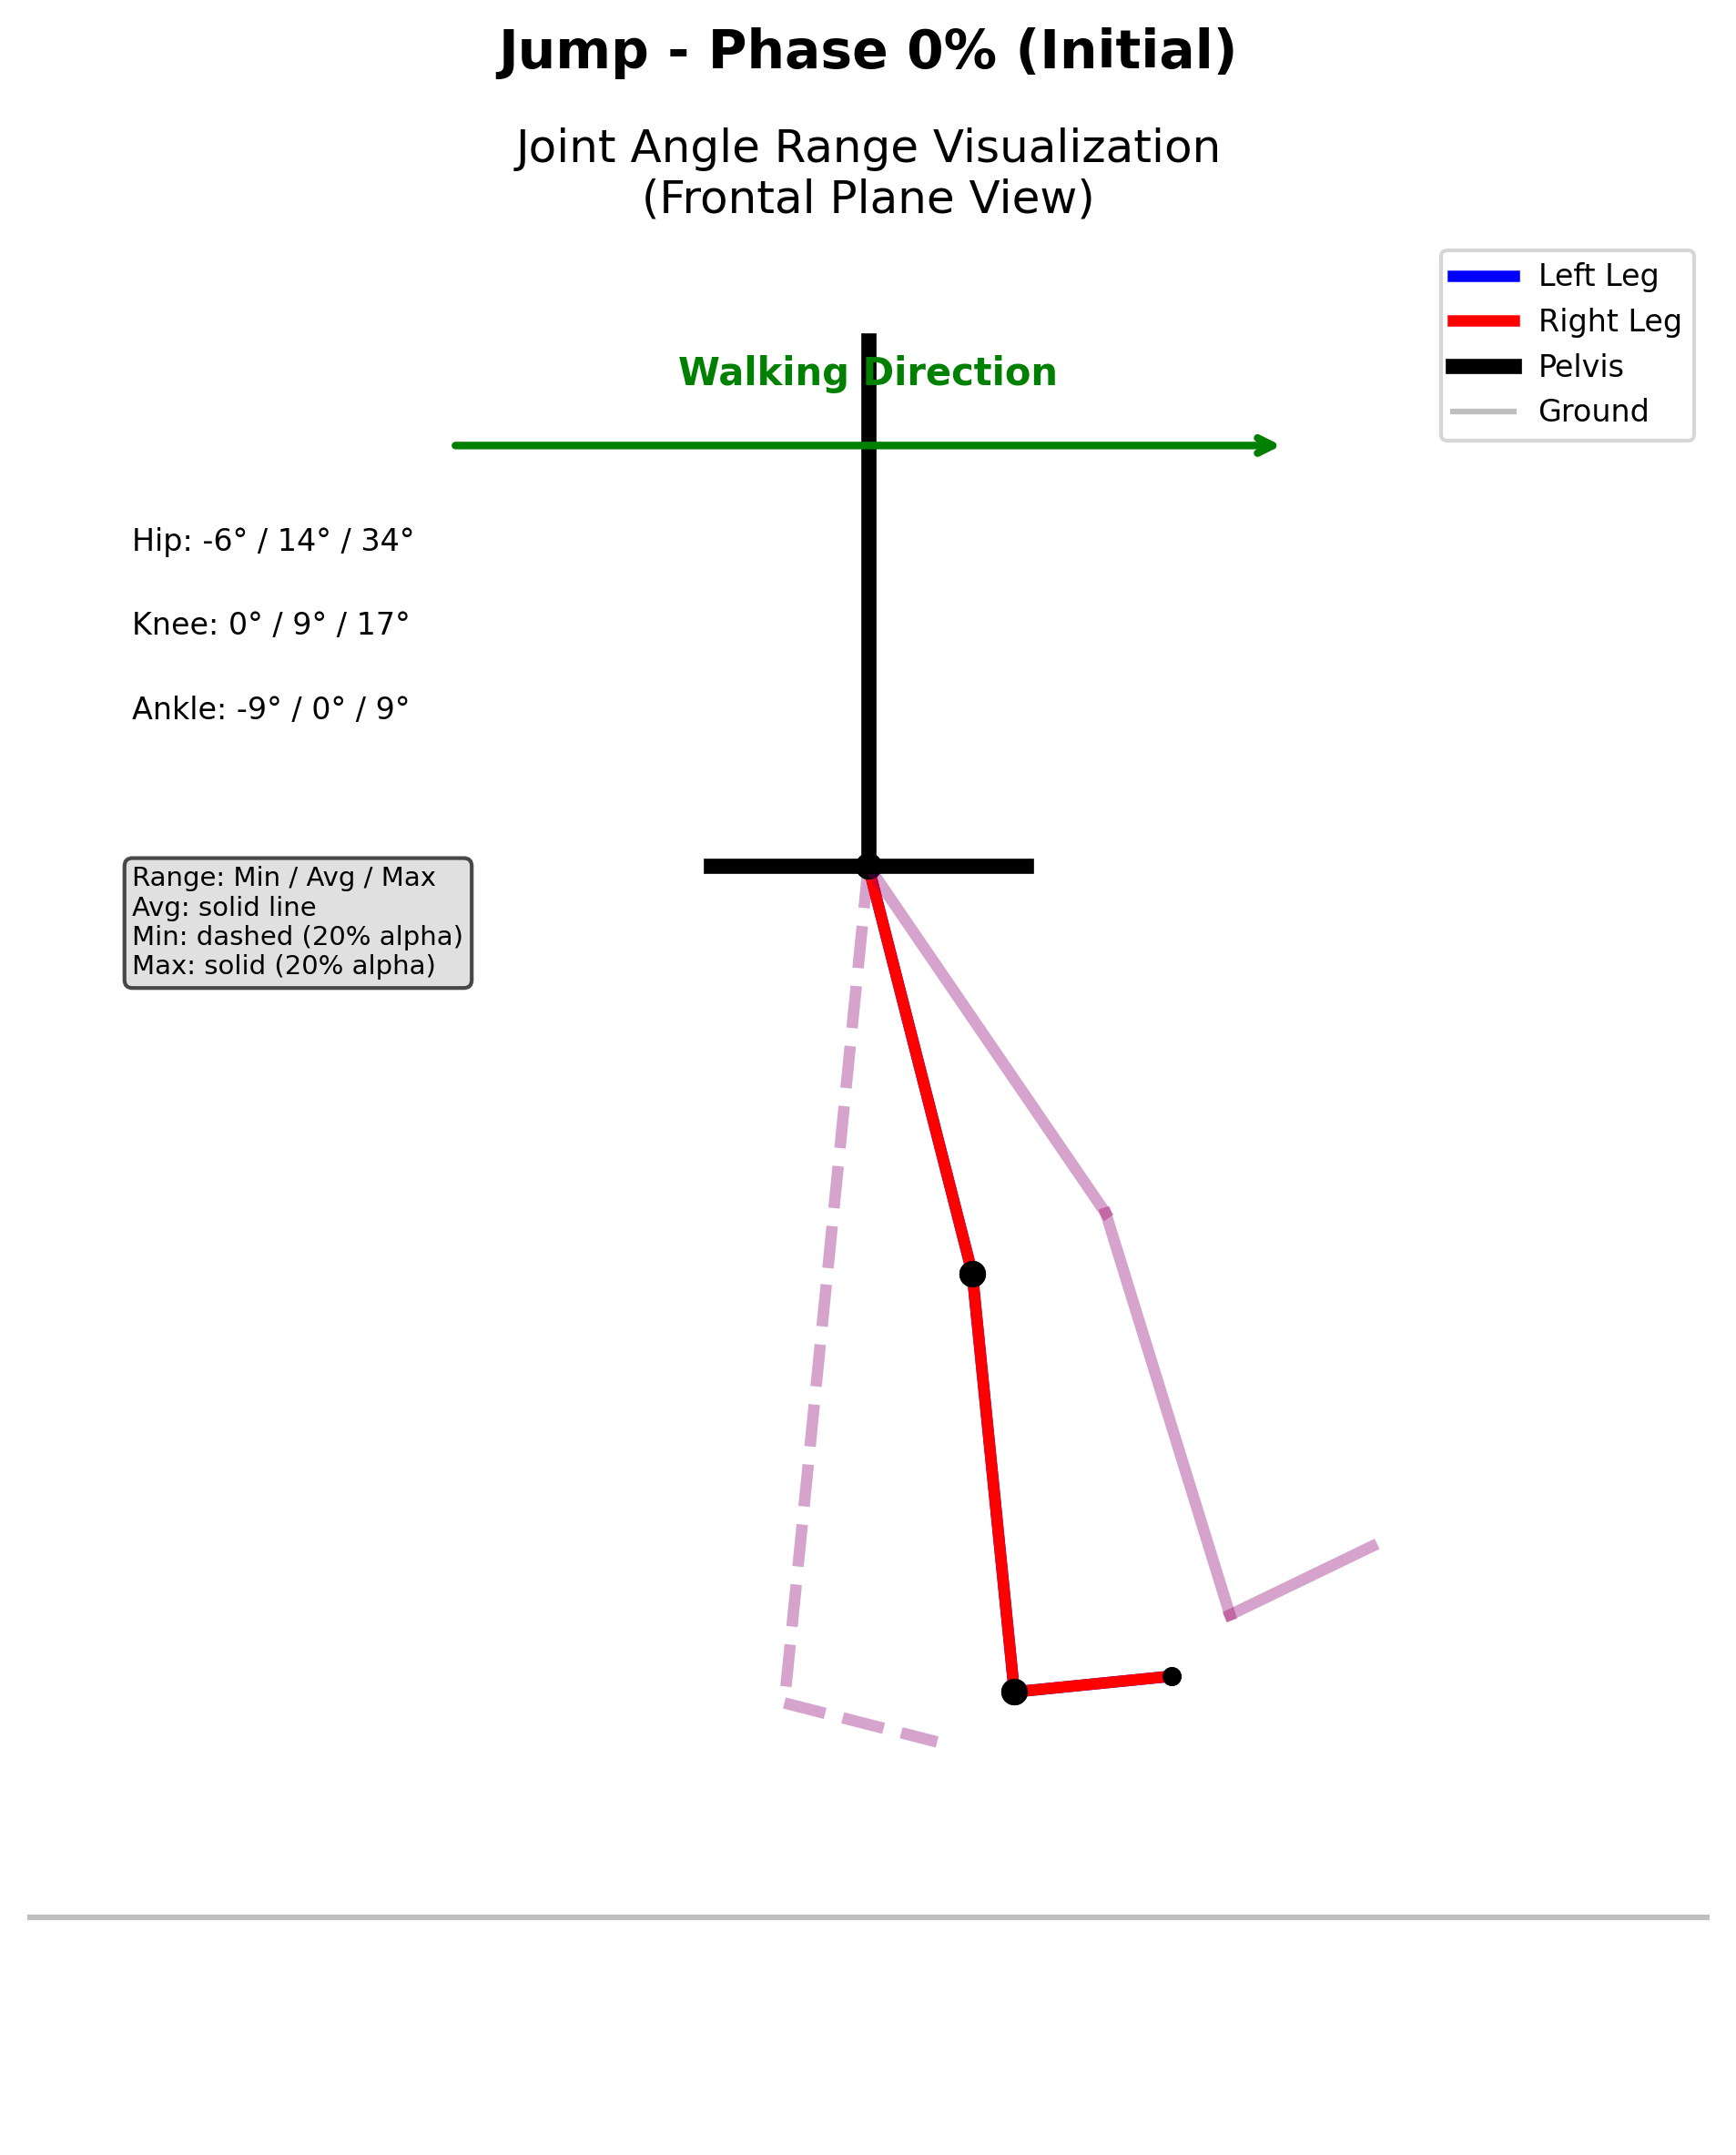 Jump - Phase 0% (Initial)
Joint Angle Range Visualization
(Frontal Plane View)
Left Leg
Right Leg
Pelvis
Ground
Walking Direction
Hip: -6° / 14° / 34°
Knee: 0° / 9° / 17°
Ankle: -9° / 0° / 9°
Range: Min / Avg / Max
Avg: solid line
Min: dashed (20% alpha)
Max: solid (20% alpha)